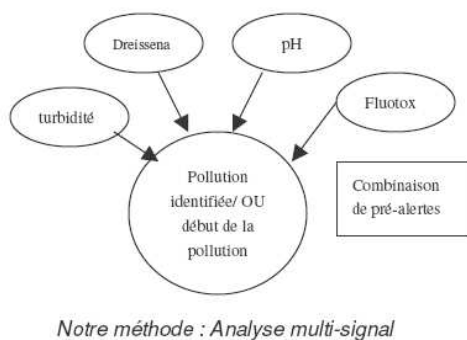 Dreissena
pH
turbidité
Fluotox
Pollution
identifiée/ OU
début de la
pollution
Combinaison
de pré-alertes
Notre méthode : Analyse multi-signal